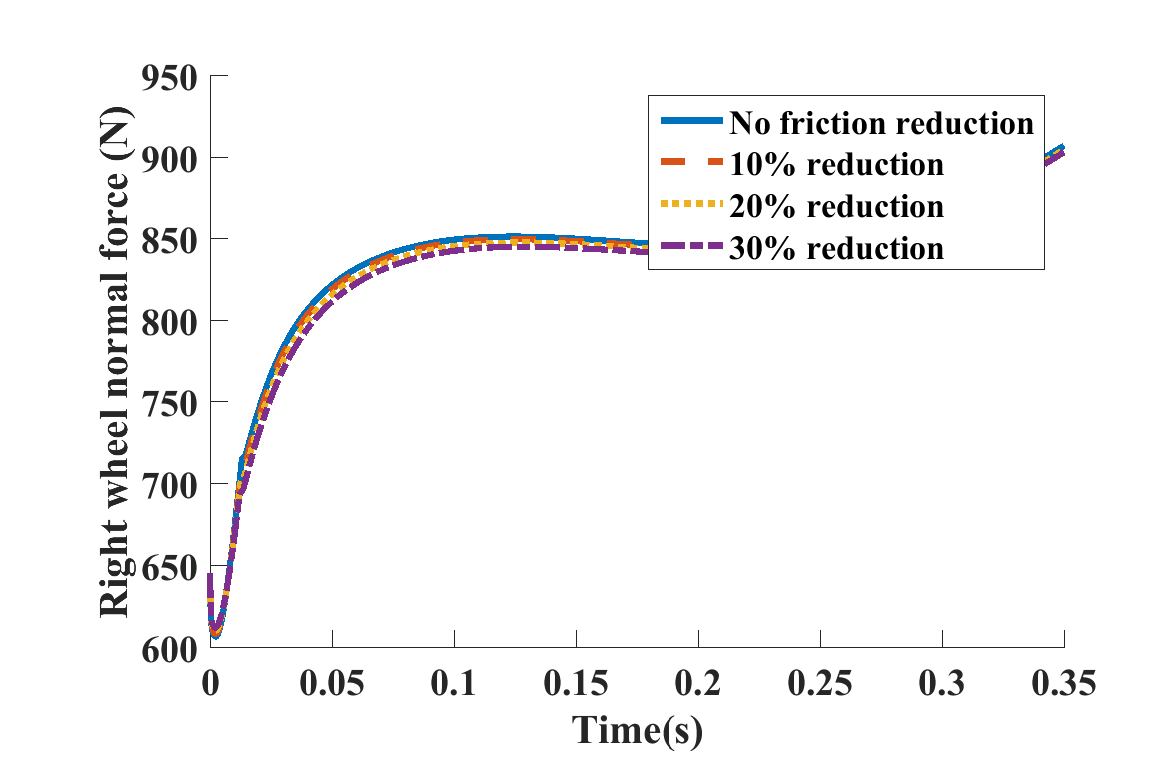 950
900
850
800
750
700
650
600
Right wheel normal force (N)
No friction reduction
10% reduction
20% reduction
30% reduction
0 0.05 0.1 0.15 0.2 0.25 0.3 0.35
Time(s)